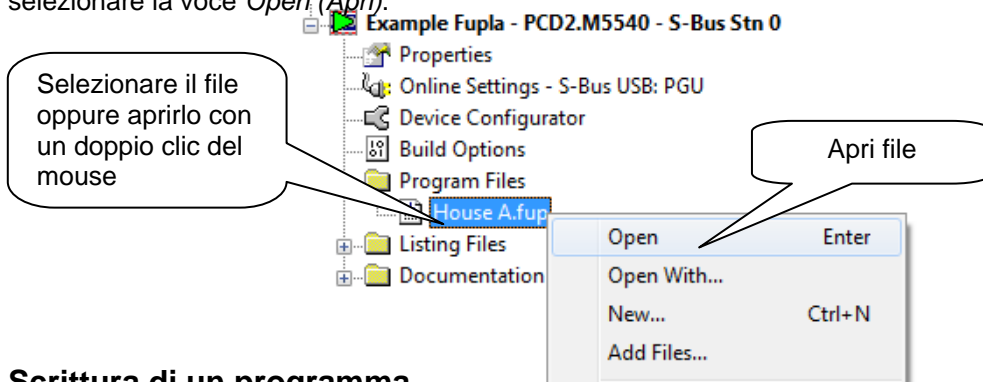 selezionare la voce Open (Apri).
Example Fupla - PCD2.M5540 - S-Bus Stn 0
Properties
Online Settings - S-Bus USB: PGU
Device Configurator
Build Options
Program Files
House A.fup
Listing Files
Documentation
Selezionare il file
oppure aprirlo con
un doppio clic del
mouse
Apri file
Open Enter
Open With...
New... Ctrl+N
Add Files...
Scrittura di un programma